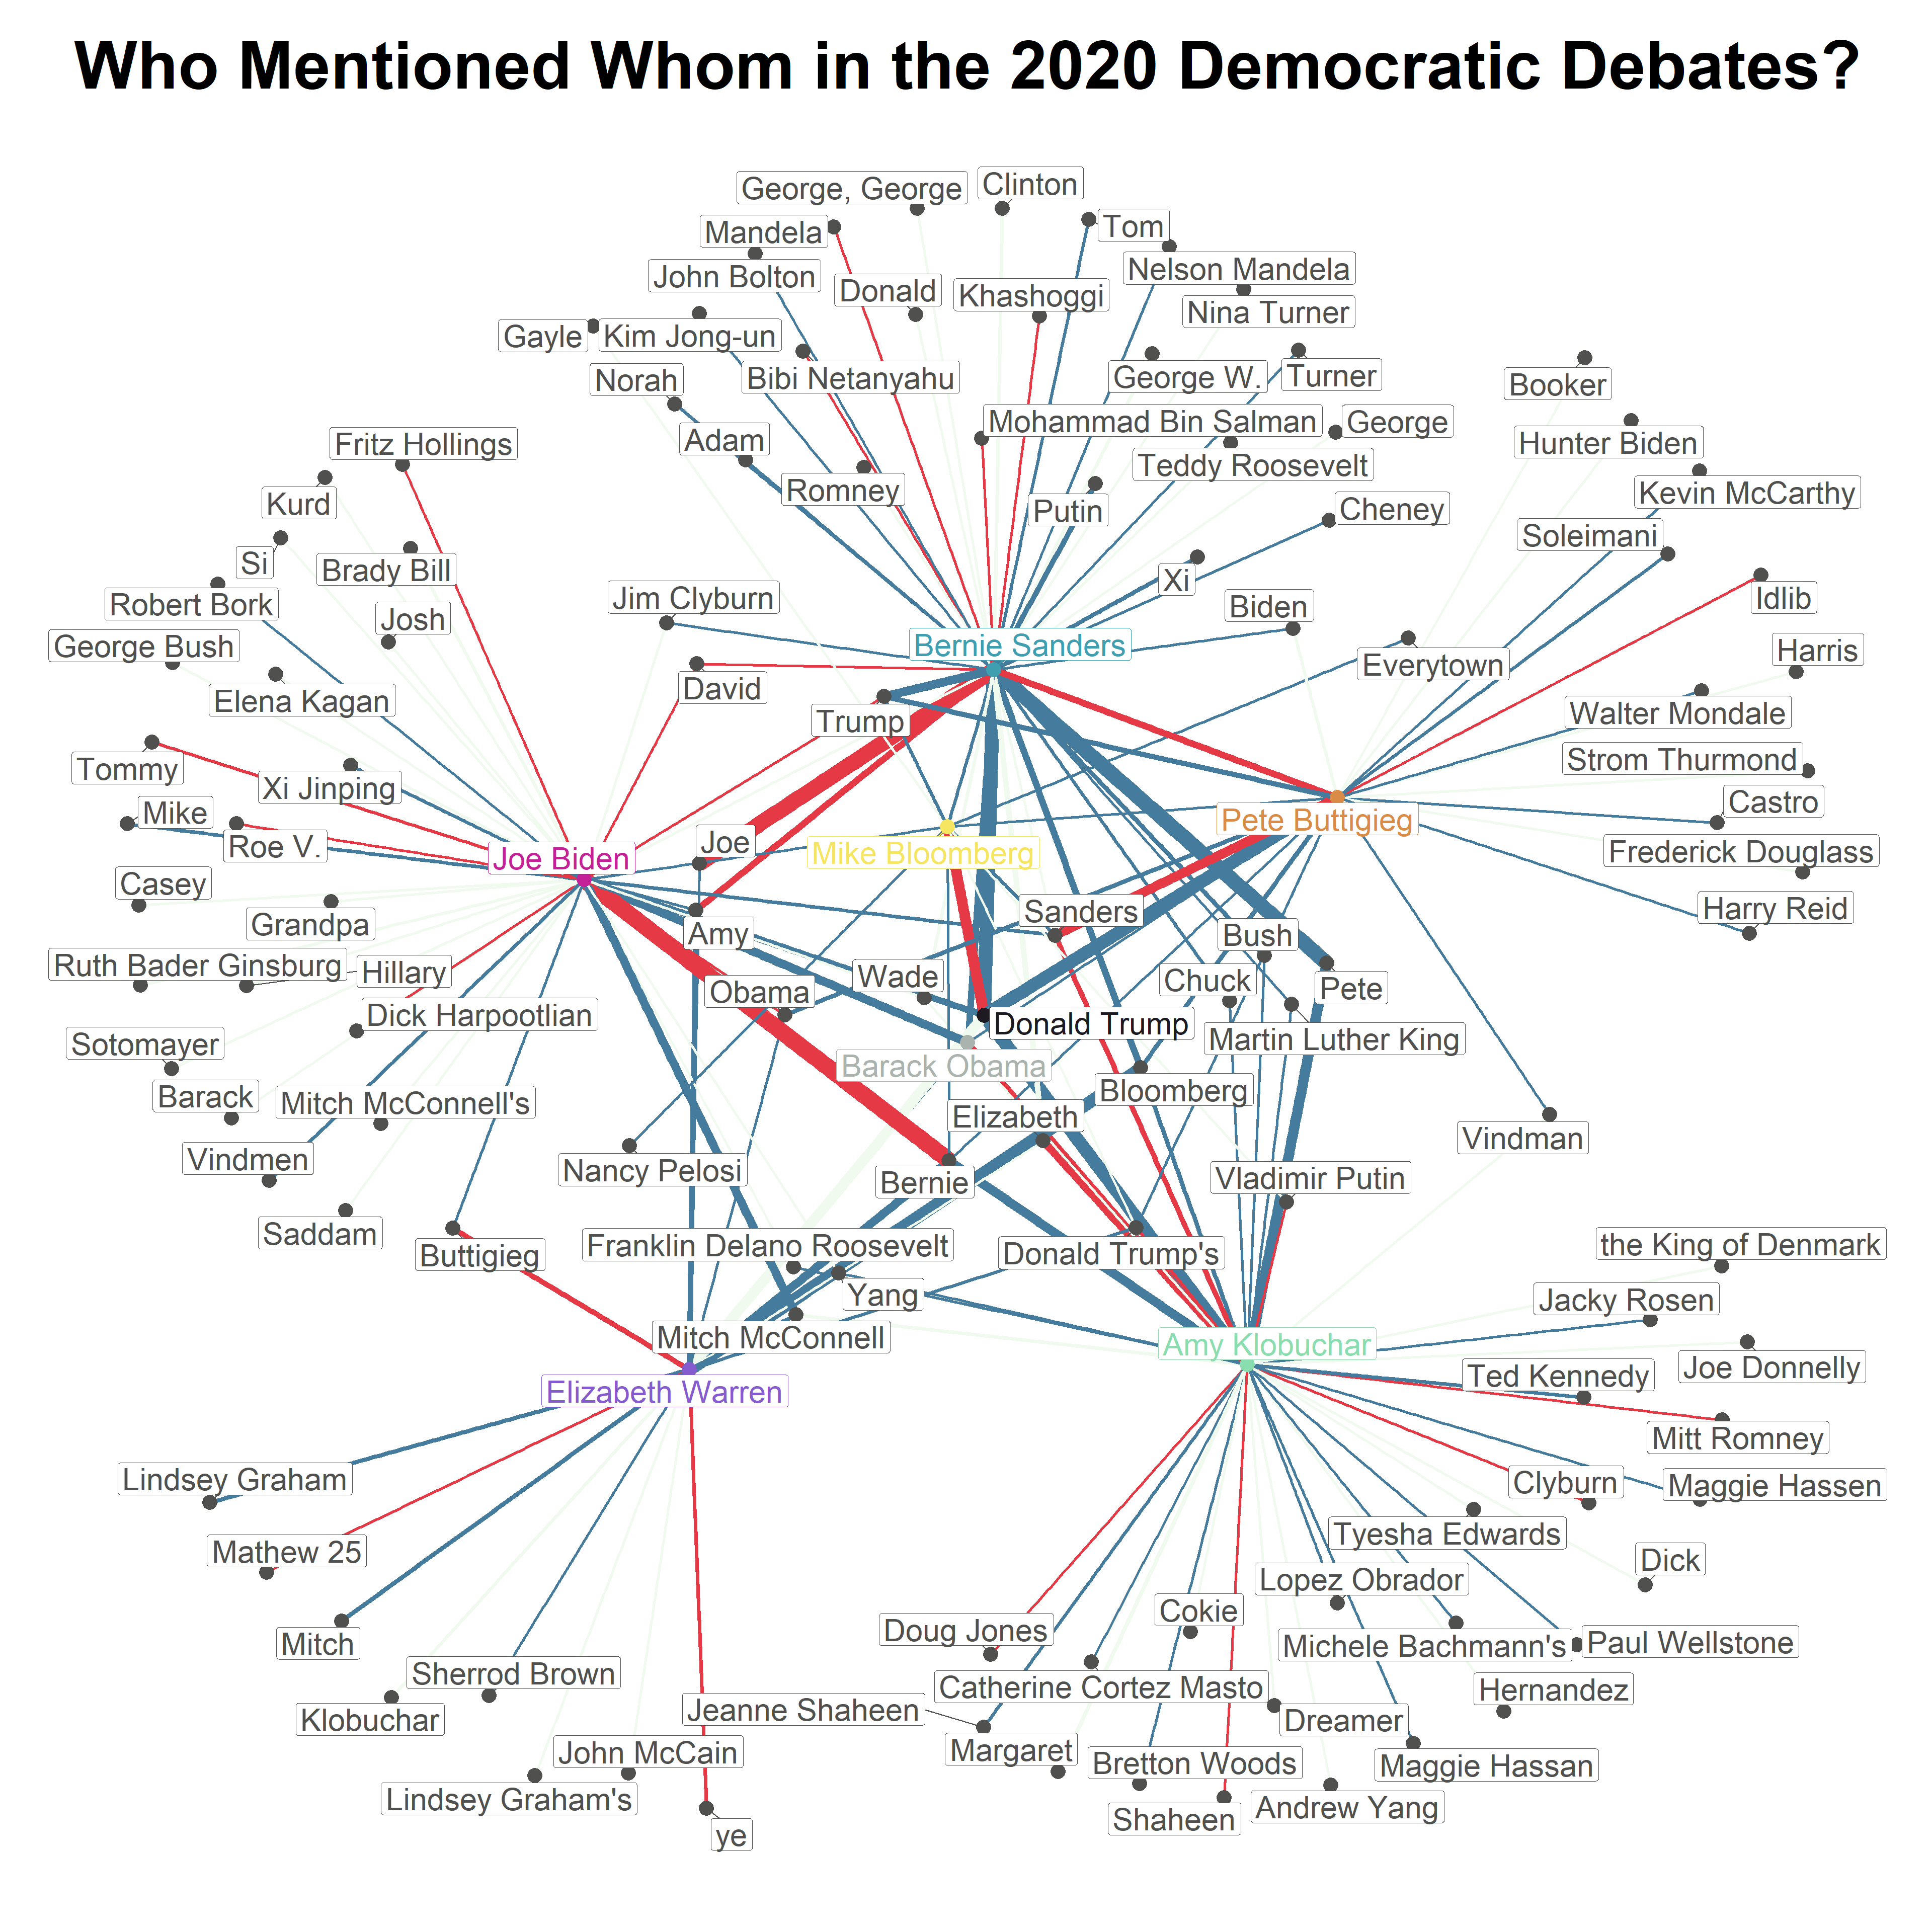 Who Mentioned Whom in the 2020 Democratic Debates?
George, George
Clinton
Mandela
Tom
John Bolton
Donald
Khashoggi
Nelson Mandela
Nina Turner
Gayle
Kim Jong-un
Norah
Bibi Netanyahu
George W.
Turner
Booker
Adam
Mohammad Bin Salman
George
Fritz Hollings
Hunter Biden
Romney
Teddy Roosevelt
Kurd
Putin
Cheney
Kevin McCarthy
Soleimani
Si
Brady Bill
Robert Bork
Jim Clyburn
Xi
Biden
Idlib
Josh
George Bush
Bernie Sanders
Everytown
Harris
Elena Kagan
David
Trump
Walter Mondale
Tommy
Xi Jinping
Strom Thurmond
Mike
Castro
Roe V.
Joe
Pete Buttigieg
Joe Biden
Mike Bloomberg
Frederick Douglass
Casey
Grandpa
Amy
Sanders
Bush
Harry Reid
Ruth Bader Ginsburg
Hillary
Wade
Chuck
Pete
Obama
Dick Harpootlian
Donald Trump
Martin Luther King
Sotomayer
Barack Obama
Bloomberg
Barack
Mitch McConnell's
Elizabeth
Vindman
Vindmen
Nancy Pelosi
Bernie
Vladimir Putin
Saddam
Buttigieg
Franklin Delano Roosevelt
Donald Trump's
the King of Denmark
Yang
Jacky Rosen
Mitch McConnell
Amy Klobuchar
Joe Donnelly
Elizabeth Warren
Ted Kennedy
Mitt Romney
Lindsey Graham
Clyburn
Maggie Hassen
Mathew 25
Tyesha Edwards
Dick
Lopez Obrador
Cokie
Mitch
Doug Jones
Michele Bachmann's
Paul Wellstone
Sherrod Brown
Catherine Cortez Masto
Hernandez
Klobuchar
Jeanne Shaheen
Dreamer
John McCain
Margaret
Bretton Woods
Maggie Hassan
Lindsey Graham's
Shaheen
Andrew Yang
ye